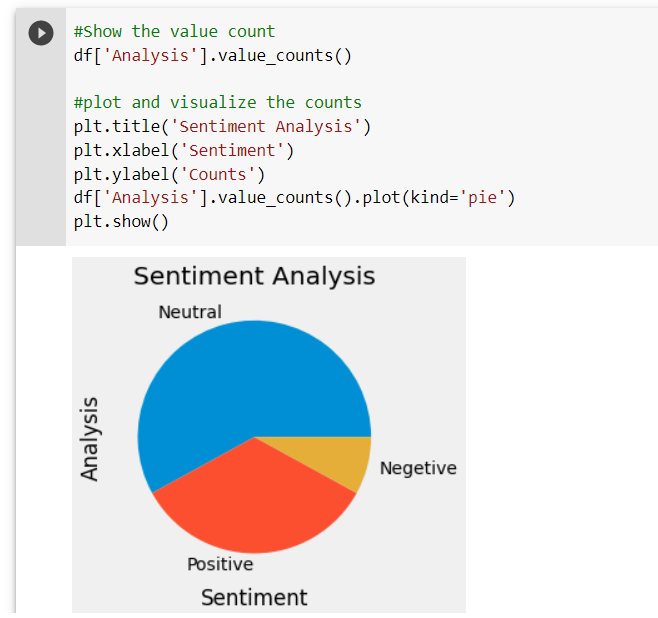 #Show the value count
df['Analysis'].value_counts()
#plot and visualize the counts
plt.title('Sentiment Analysis')
plt.xlabel('Sentiment')
plt.ylabel('Counts')
df['Analysis'].value_counts().plot(kind='pie')
plt.show()
Sentiment Analysis
Neutral
Analysis
Negetive
Positive
Sentiment